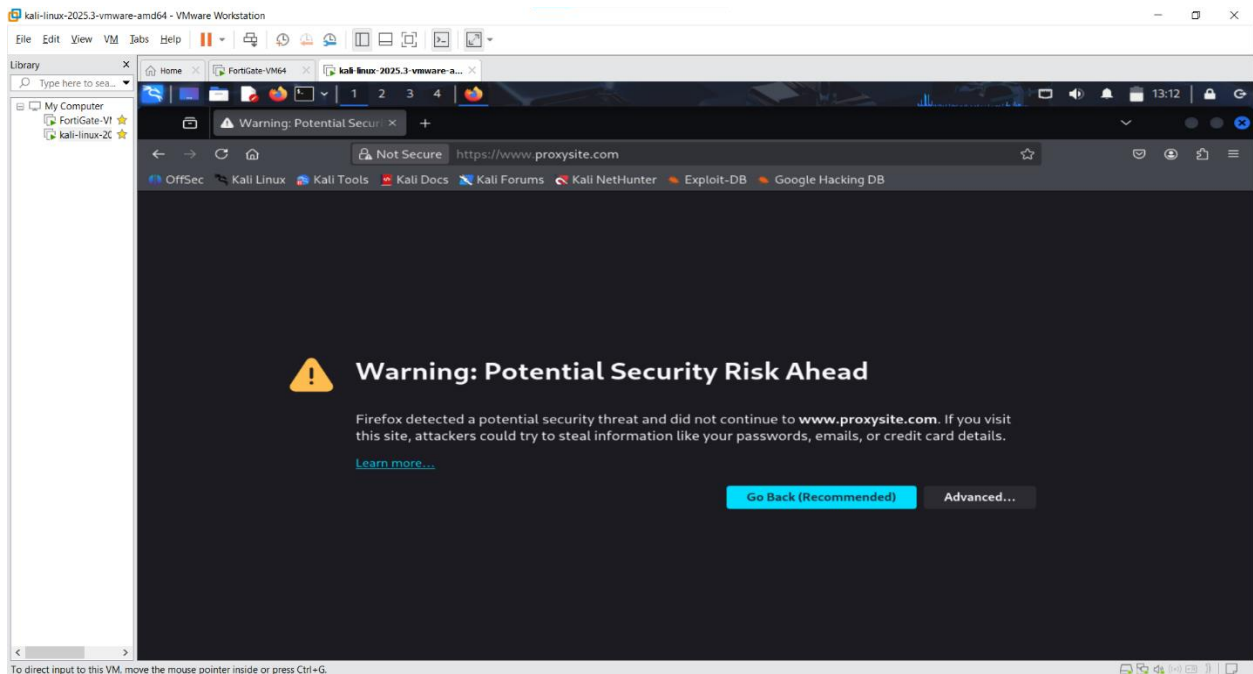 kali-linux-2025.3-vmware-amd64 - VMware Workstation
File Edit View VM Tabs Help
Library
Type here to sea...
My Computer
FortiGate-VI
kali-linux-20
Home FortiGate-VM64 kali-linux-2025.3-vmware-a...
1 2 3 4 13:12
Warning: Potential Secur
Not Secure https://www.proxysite.com
OffSec Kali Linux Kali Tools Kali Docs Kali Forums Kali NetHunter Exploit-DB Google Hacking DB
Warning: Potential Security Risk Ahead
Firefox detected a potential security threat and did not continue to www.proxysite.com. If you visit
this site, attackers could try to steal information like your passwords, emails, or credit card details.
Learn more...
Go Back (Recommended) Advanced...
To direct input to this VM, move the mouse pointer inside or press Ctrl+G.